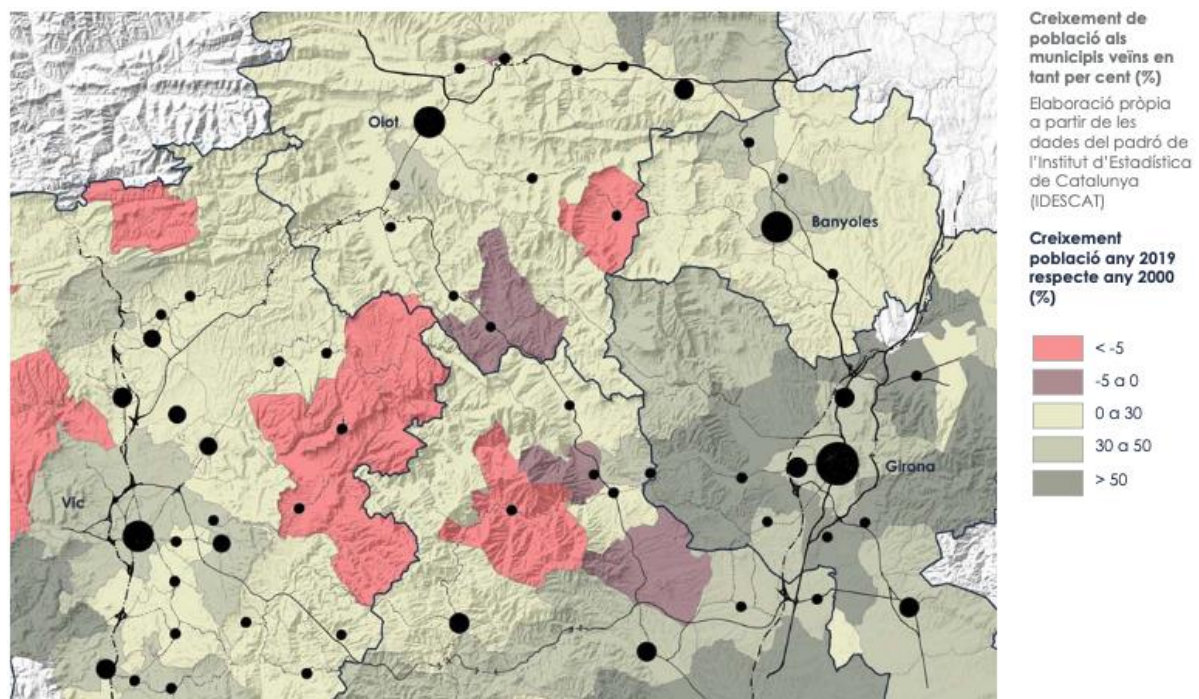 Creixement de
població als
municipis veïns en
tant per cent (%)
Elaboració pròpia
a partir de les
dades del padró de
l'Institut d'Estadística
de Catalunya
(IDESCAT)
Creixement
població any 2019
respecte any 2000
(%)
< -5
-5 a 0
0 a 30
30 a 50
> 50
Olot
Banyoles
Girona
Vic